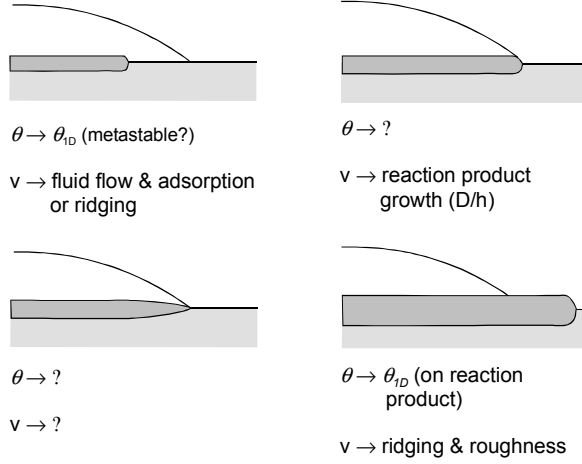 θ → θ₁D (metastable?)
v → fluid flow & adsorption
or ridging
θ → ?
v → reaction product
growth (D/h)
θ → ?
v → ?
θ → θ₁D (on reaction
product)
v → ridging & roughness